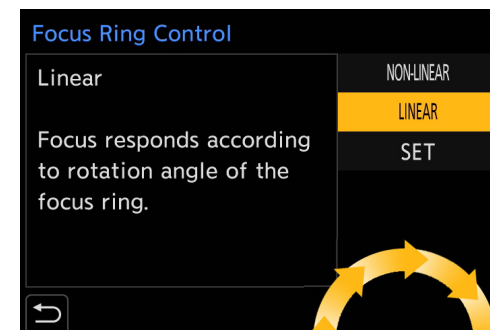 Focus Ring Control
Linear
Focus responds according
to rotation angle of the
focus ring.
NON-LINEAR
LINEAR
SET